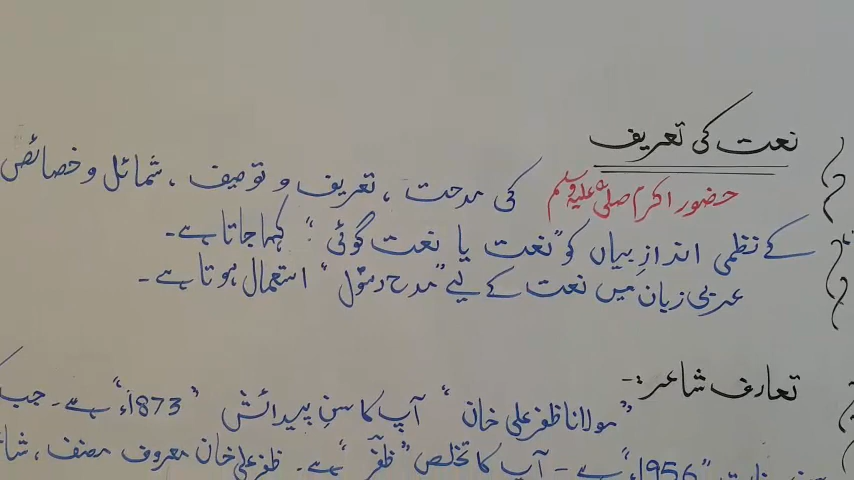 نعت کی تعریف
حضور اکرم صلی اللہ علیہ وسلم کی مدحت ، تعریف و توصیف ، شمائل و خصائص
کے نظمی اندازِ بیاں کو "نعت یا نعت گوئی" کہا جاتا ہے۔
عربی زبان میں نعت کے لیے "مدحِ رسول" استعمال ہوتا ہے۔
تعارف شاعر:-
"مولانا ظفر علی خان" آپ کا سنِ پیدائش "1873ء" ہے۔ جب
"1956ء" ہے - آپ کا تخلص "ظفر" ہے۔ ظفر علی خان معروف مصنف ،